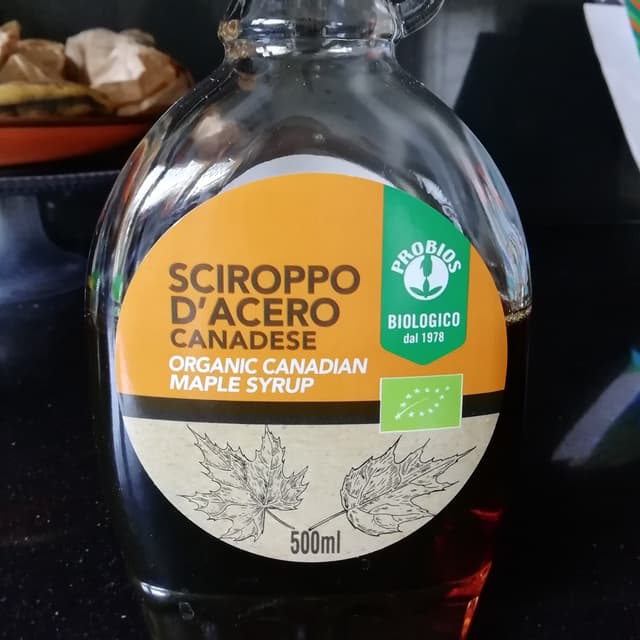 PROBIOS
BIOLOGICO
dal 1978
SCIROPPO
D'ACERO
CANADESE
ORGANIC CANADIAN
MAPLE SYRUP
500ml